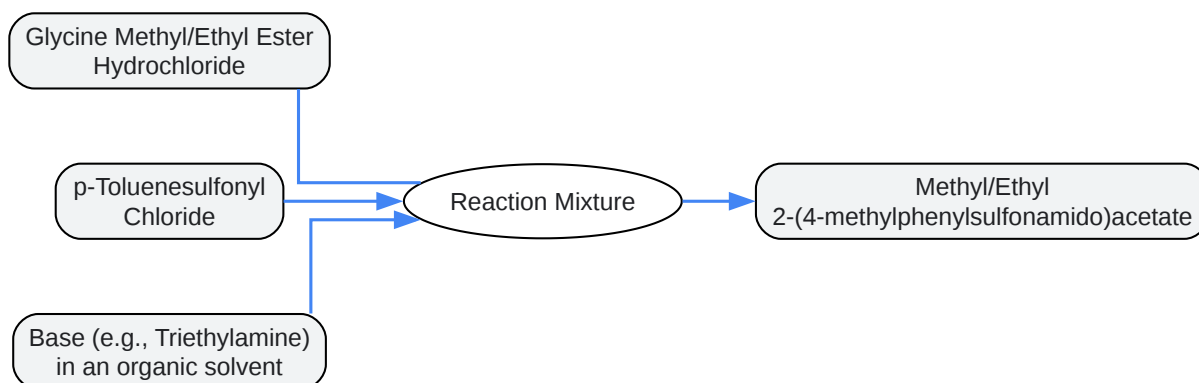 Glycine Methyl/Ethyl Ester
Hydrochloride
p-Toluenesulfonyl
Chloride
Reaction Mixture
Methyl/Ethyl
2-(4-methylphenylsulfonamido)acetate
Base (e.g., Triethylamine)
in an organic solvent